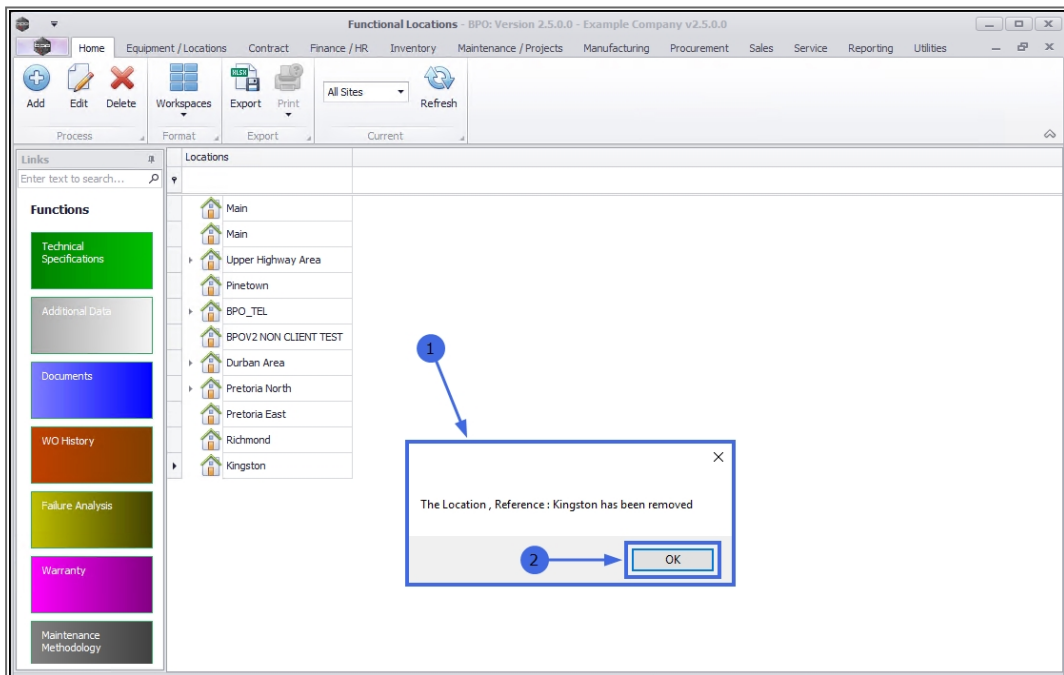 Functional Locations - BPO: Version 2.5.0.0 - Example Company v2.5.0.0
Home Equipment / Locations Contract Finance / HR Inventory Maintenance / Projects Manufacturing Procurement Sales Service Reporting Utilities
Add Edit Delete Workspaces Export Print All Sites Refresh
Process Format Export Current
Links
Enter text to search...
Functions
Technical
Specifications
Additional Data
Documents
WO History
Failure Analysis
Warranty
Maintenance
Methodology
Locations
Main
Main
Upper Highway Area
Pinetown
BPO_TEL
BPOV2 NON CLIENT TEST
Durban Area
Pretoria North
Pretoria East
Richmond
Kingston
1
The Location , Reference : Kingston has been removed
2
OK